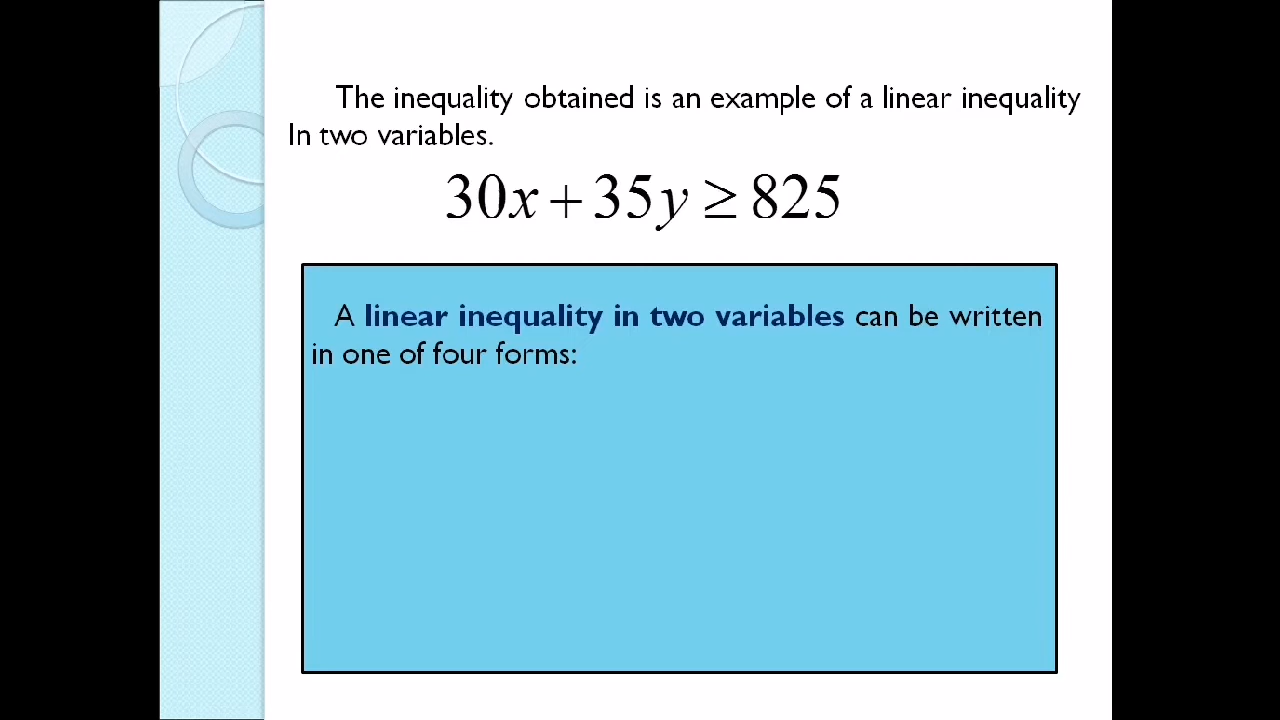 The inequality obtained is an example of a linear inequality
In two variables.
30x + 35y ≥ 825
A linear inequality in two variables can be written
in one of four forms: